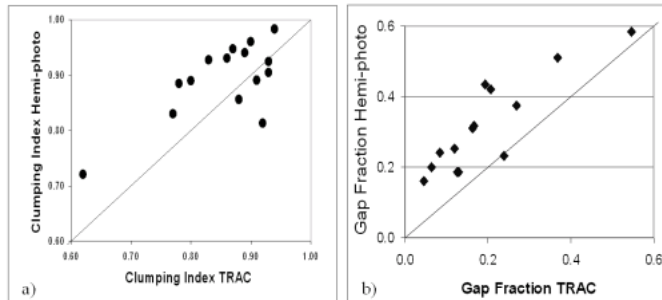 Clumping Index Hemi-photo
1.00
0.90
0.80
0.70
0.60
0.60 0.70 0.80 0.90 1.00
Clumping Index TRAC
a)
Gap Fraction Hemi-photo
0.6
0.4
0.2
0.0
0.0 0.2 0.4 0.6
Gap Fraction TRAC
b)